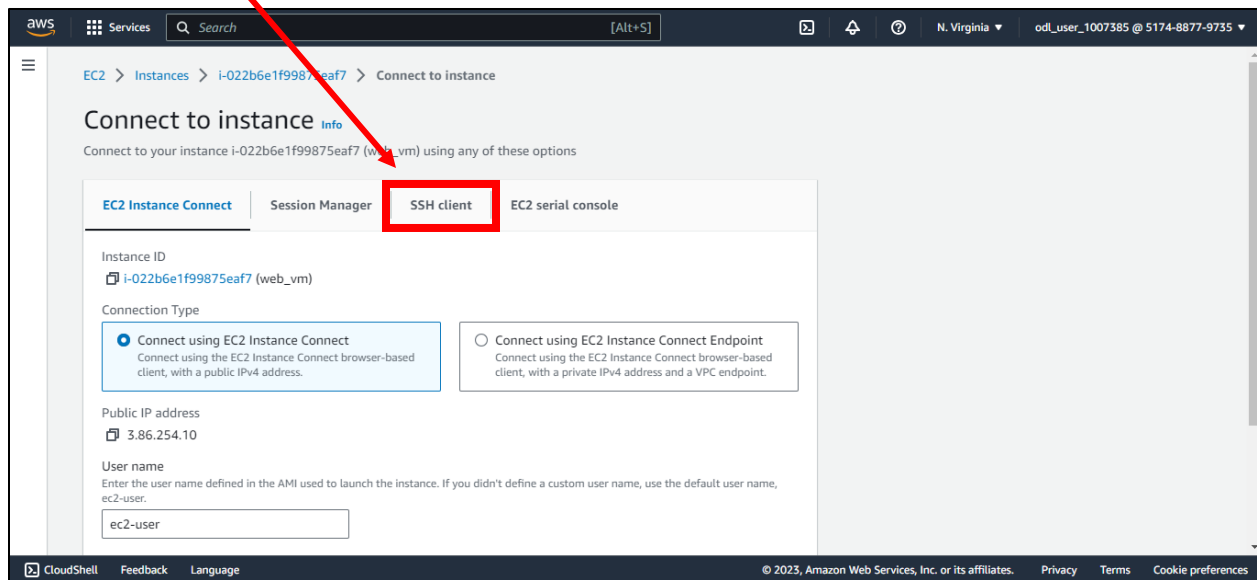 aws Services Search [Alt+S] N. Virginia odl_user_1007385 @ 5174-8877-9735
EC2 Instances i-022b6e1f99875eaf7 Connect to instance
Connect to instance Info
Connect to your instance i-022b6e1f99875eaf7 (web_vm) using any of these options
EC2 Instance Connect Session Manager SSH client EC2 serial console
Instance ID
i-022b6e1f99875eaf7 (web_vm)
Connection Type
Connect using EC2 Instance Connect
Connect using the EC2 Instance Connect browser-based
client, with a public IPv4 address.
Connect using EC2 Instance Connect Endpoint
Connect using the EC2 Instance Connect browser-based
client, with a private IPv4 address and a VPC endpoint.
Public IP address
3.86.254.10
User name
Enter the user name defined in the AMI used to launch the instance. If you didn't define a custom user name, use the default user name,
ec2-user.
ec2-user
CloudShell Feedback Language © 2023, Amazon Web Services, Inc. or its affiliates. Privacy Terms Cookie preferences